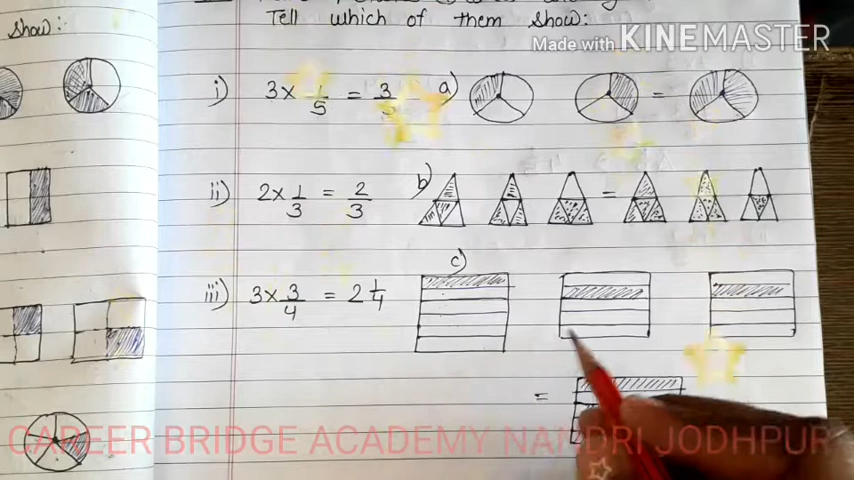 show:
Tell which of them show:
Made with KINEMASTER
i) 3 × 1/5 = 3/5 a) =
ii) 2 × 1/3 = 2/3 b) =
c)
iii) 3 × 3/4 = 2 1/4
=
CAREER BRIDGE ACADEMY NANDRI JODHPUR